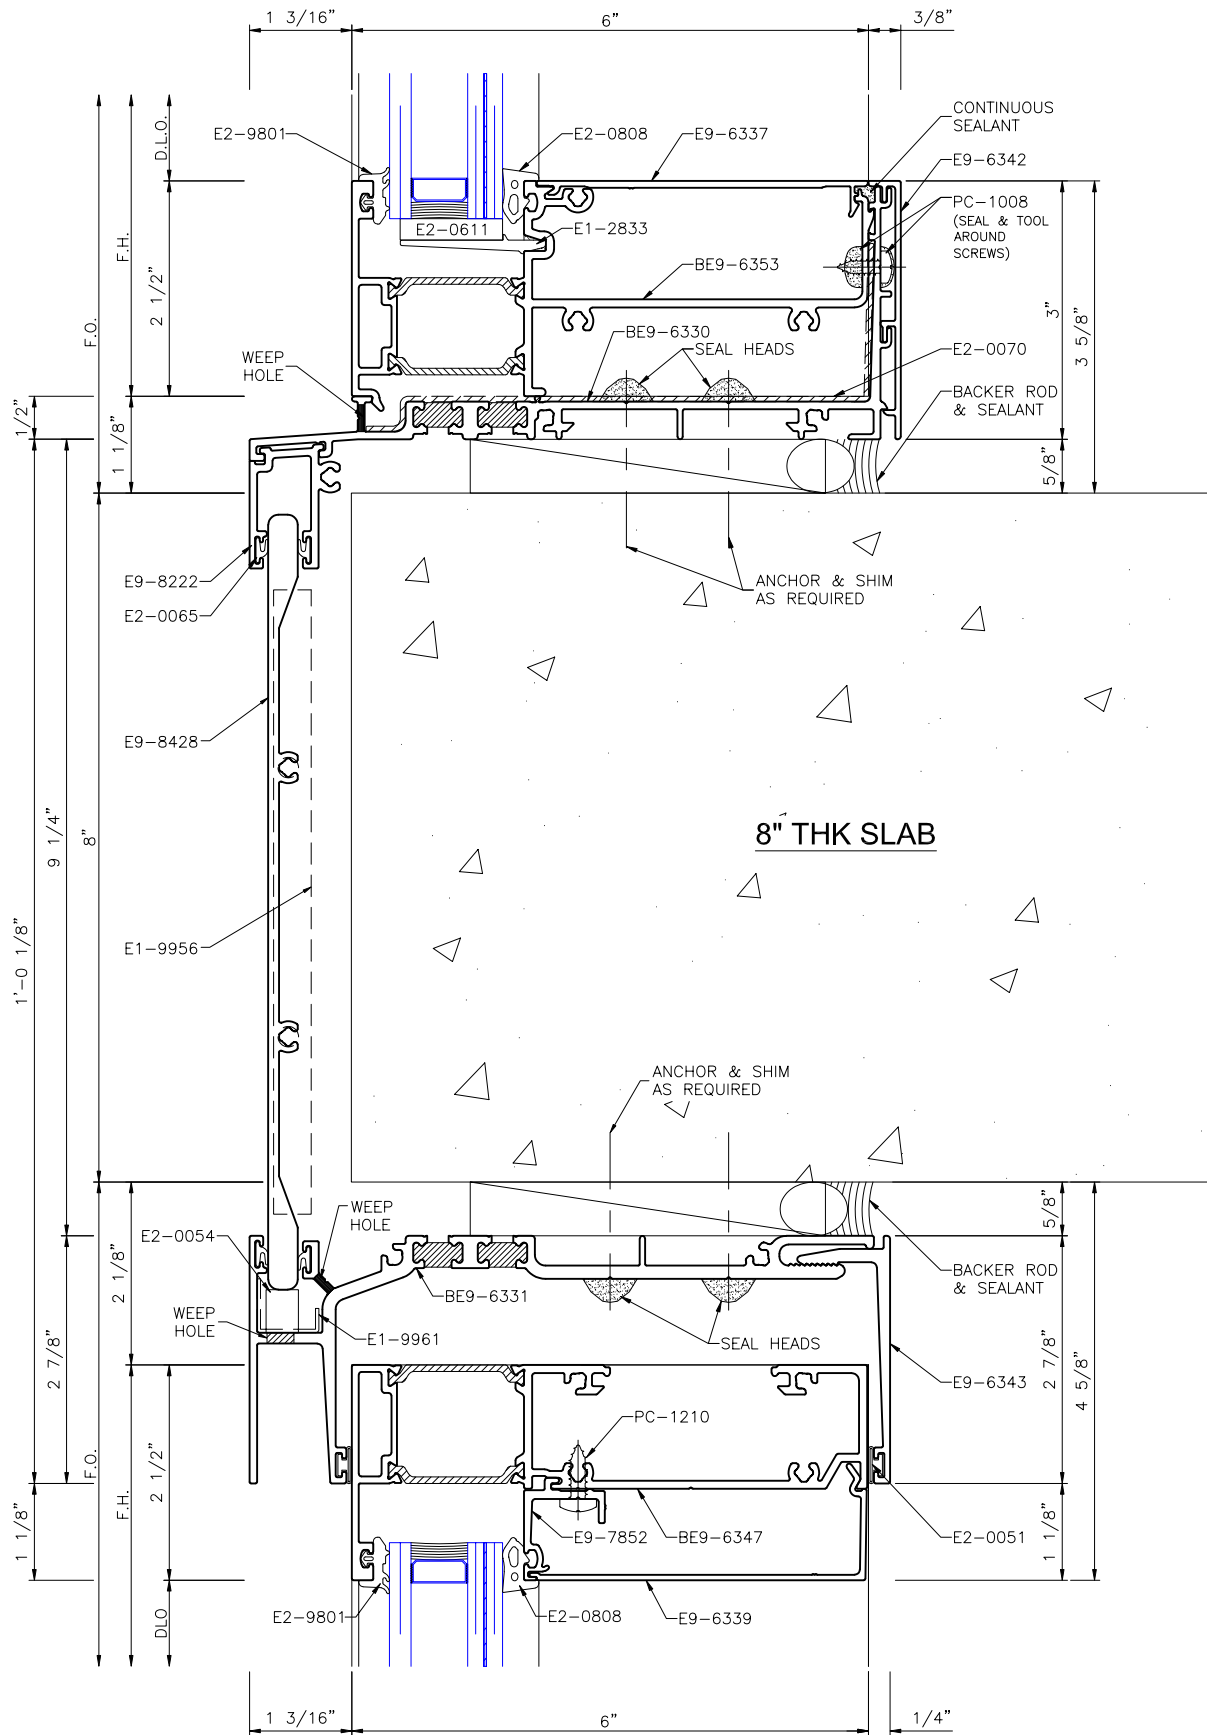 1 3/16”
6”
3/8”
E2-9801
E2-0808
E9-6337
CONTINUOUS
SEALANT
E9-6342
D.L.O.
PC-1008
(SEAL & TOOL
AROUND
SCREWS)
E2-0611
E1-2833
F.H.
F.O.
2 1/2”
BE9-6353
3”
3 5/8”
BE9-6330
SEAL HEADS
E2-0070
WEEP
HOLE
BACKER ROD
& SEALANT
1/2”
1 1/8”
5/8”
E9-8222
E2-0065
ANCHOR & SHIM
AS REQUIRED
E9-8428
9 1/4”
8”
8" THK SLAB
1'-0 1/8”
E1-9956
ANCHOR & SHIM
AS REQUIRED
WEEP
HOLE
E2-0054
5/8”
2 1/8”
BACKER ROD
& SEALANT
BE9-6331
WEEP
HOLE
E1-9961
SEAL HEADS
2 7/8”
2 7/8”
E9-6343
4 5/8”
PC-1210
F.O.
F.H.
2 1/2”
1 1/8”
E9-7852
BE9-6347
E2-0051
1 1/8”
E2-9801
E2-0808
E9-6339
DLO
1 3/16”
6”
1/4”